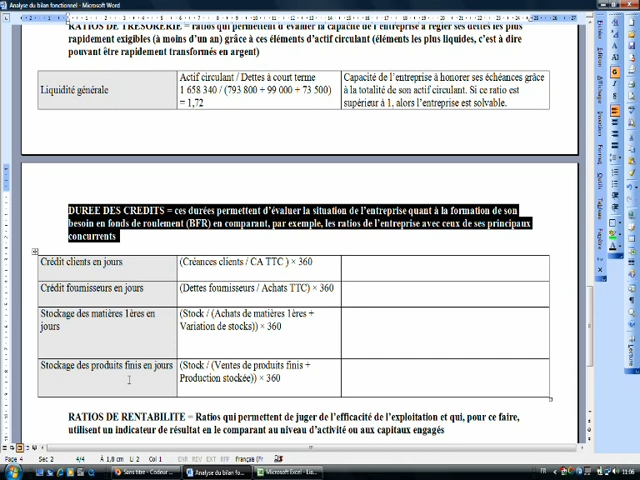 Analyse du bilan fonctionnel - Microsoft Word
RATIOS DE TRESORERIE = ratios qui permettent d'évaluer la capacité de l'entreprise à régler ses dettes les plus
rapidement exigibles (à moins d'un an) grâce à ces éléments d'actif circulant (éléments les plus liquides, c'est à dire
pouvant être rapidement transformés en argent)
Liquidité générale
Actif circulant / Dettes à court terme
1 658 340 / (793 800 + 99 000 + 73 500)
= 1,72
Capacité de l'entreprise à honorer ses échéances grâce
à la totalité de son actif circulant. Si ce ratio est
supérieur à 1, alors l'entreprise est solvable.
DUREE DES CREDITS = ces durées permettent d'évaluer la situation de l'entreprise quant à la formation de son
besoin en fonds de roulement (BFR) en comparant, par exemple, les ratios de l'entreprise avec ceux de ses principaux
concurrents
Crédit clients en jours
(Créances clients / CA TTC ) × 360
Crédit fournisseurs en jours
(Dettes fournisseurs / Achats TTC) × 360
Stockage des matières 1ères en
jours
(Stock / (Achats de matières 1ères +
Variation de stocks)) × 360
Stockage des produits finis en jours
(Stock / (Ventes de produits finis +
Production stockée)) × 360
RATIOS DE RENTABILITE = Ratios qui permettent de juger de l'efficacité de l'exploitation et qui, pour ce faire,
utilisent un indicateur de résultat en le comparant au niveau d'activité ou aux capitaux engagés
Page 4 Sec 2 4/4 À 1,8 cm Li 2 Col 1 ENR REV EXT RFP Français (Fr
Sans titre - Codeur ... Analyse du bilan fo... Microsoft Excel - Lis... FR 11:06